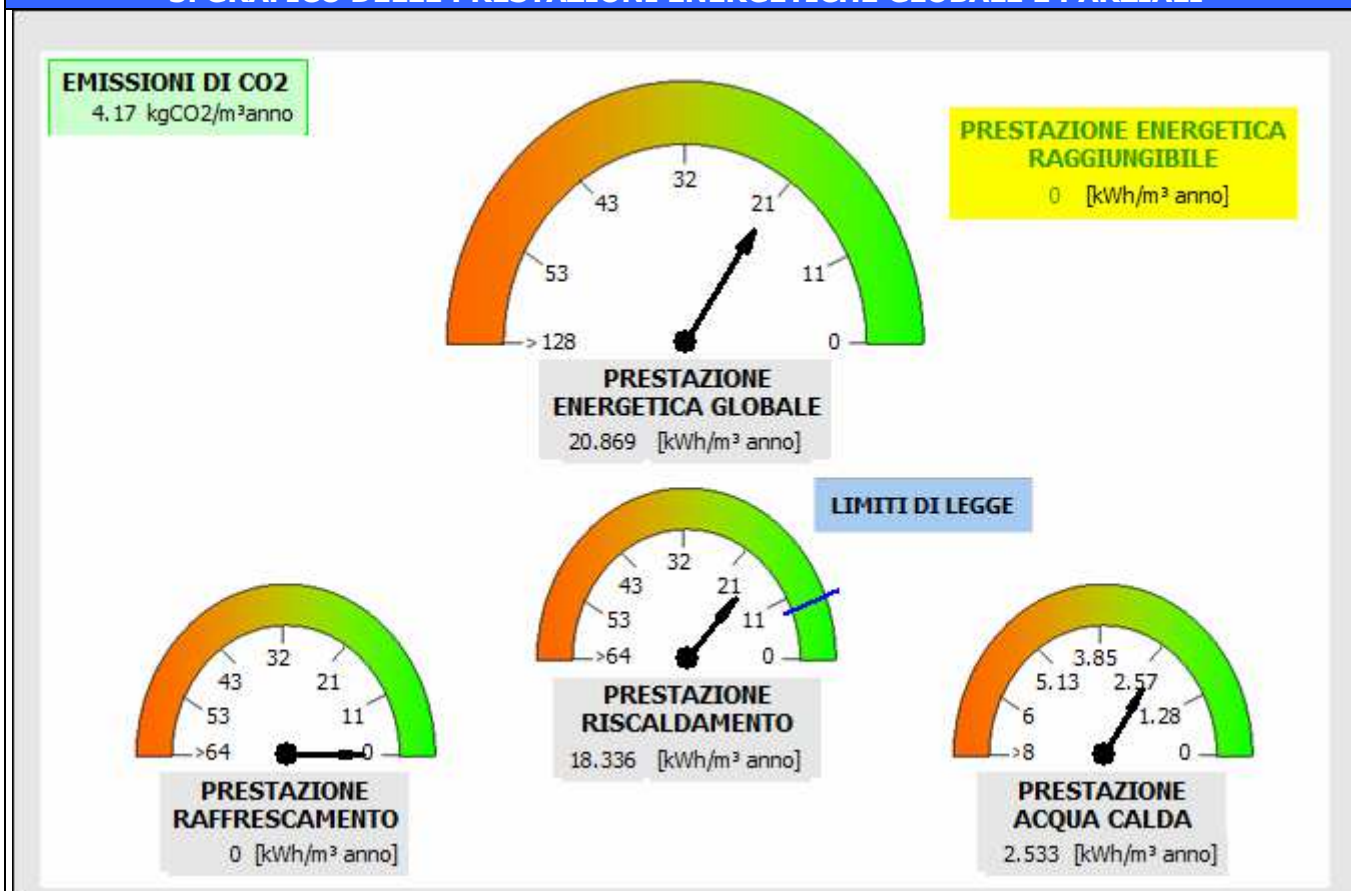 EMISSIONI DI CO2
4.17 kgCO2/m³anno
PRESTAZIONE ENERGETICA
RAGGIUNGIBILE
0 [kWh/m³ anno]
32
43
21
53
11
>128
0
PRESTAZIONE
ENERGETICA GLOBALE
20.869 [kWh/m³ anno]
LIMITI DI LEGGE
32
43
21
53
11
>64
0
PRESTAZIONE
RISCALDAMENTO
18.336 [kWh/m³ anno]
32
43
21
53
11
>64
0
PRESTAZIONE
RAFFRESCAMENTO
0 [kWh/m³ anno]
3.85
5.13
2.57
6
1.28
>8
0
PRESTAZIONE
ACQUA CALDA
2.533 [kWh/m³ anno]